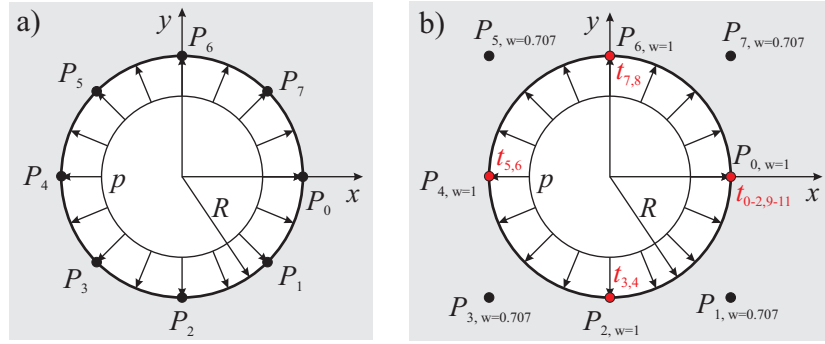 a)
y
P₆
P₅
P₇
P₄
p
P₀
x
R
P₃
P₁
P₂
b)
y
P₅, w=0.707
P₆, w=1
P₇, w=0.707
t₇,₈
P₀, w=1
t₅,₆
P₄, w=1
p
x
t₀₋₂,₉₋₁₁
R
t₃,₄
P₃, w=0.707
P₂, w=1
P₁, w=0.707